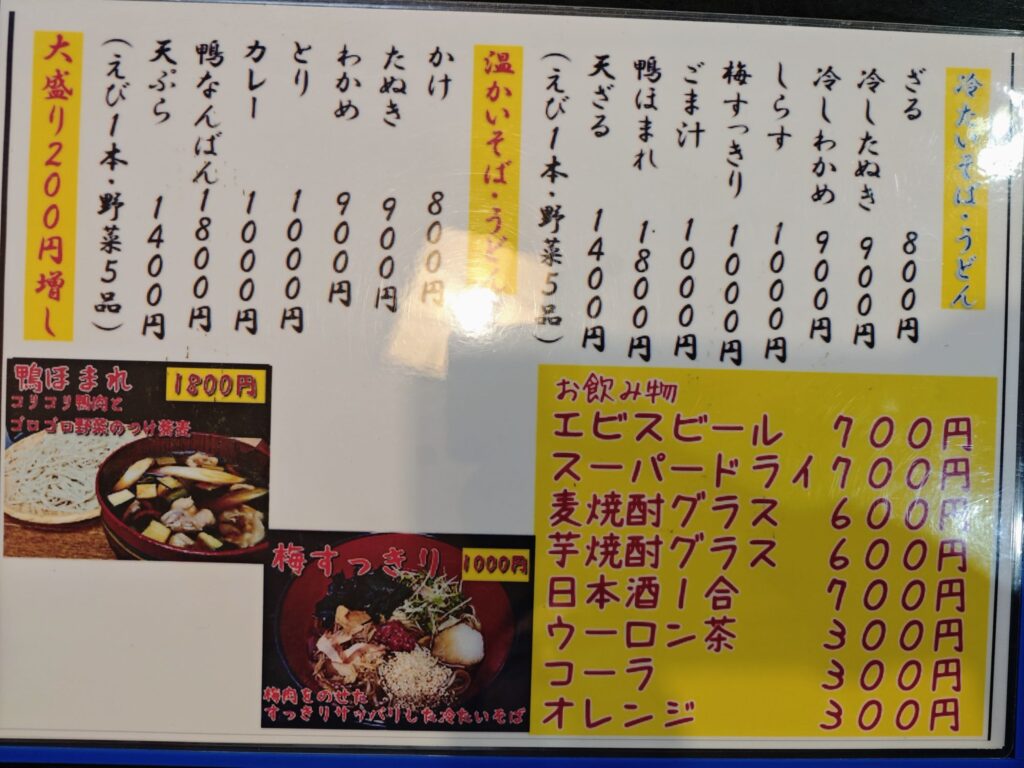 冷たいそば・うどん
ざる 800円
冷したぬき 900円
冷しわかめ 900円
しらす 1000円
梅すっきり 1000円
ごま汁 1000円
鴨ほまれ 1800円
天ざる 1400円
(えび1本・野菜5品)
温かいそば・うどん
かけ 800円
たぬき 900円
わかめ 900円
とり 1000円
カレー 1000円
鴨なんばん 1800円
天ぷら 1400円
(えび1本・野菜5品)
大盛り200円増し
鴨ほまれ 1800円
コリコリ鴨肉と
ゴロゴロ野菜のつけ蕎麦
梅すっきり 1000円
梅肉をのせた
すっきりサッパリした冷たいそば
お飲み物
エビスビール 700円
スーパードライ 700円
麦焼酎グラス 600円
芋焼酎グラス 600円
日本酒1合 700円
ウーロン茶 300円
コーラ 300円
オレンジ 300円